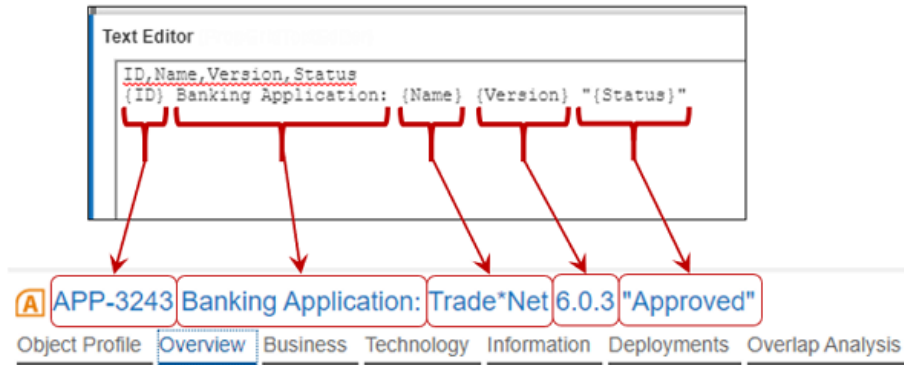 Text Editor
ID,Name,Version,Status
{ID} Banking Application: {Name} {Version} "{Status}"
A APP-3243 Banking Application: Trade*Net 6.0.3 "Approved"
Object Profile Overview Business Technology Information Deployments Overlap Analysis